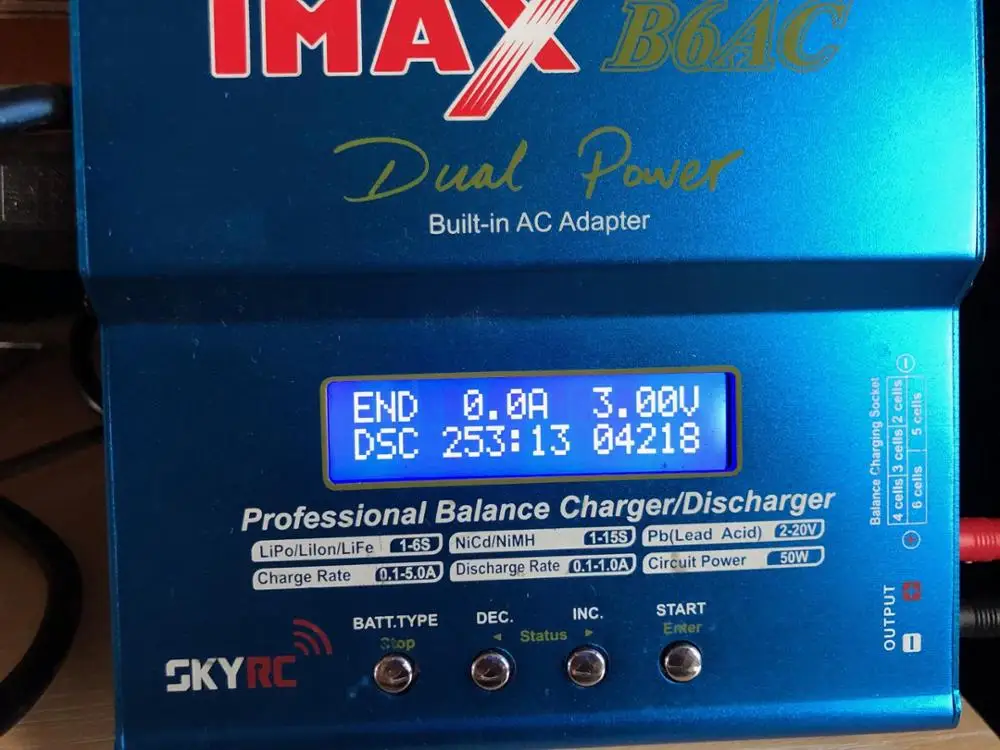 IMAX B6AC
Dual Power
Built-in AC Adapter
END 0.0A 3.00V
DSC 253:13 04218
Professional Balance Charger/Discharger
LiPo/LiIon/LiFe 1-6S NiCd/NiMH 1-15S Pb(Lead Acid) 2-20V
Charge Rate 0.1-5.0A Discharge Rate 0.1-1.0A Circuit Power 50W
BATT.TYPE DEC. INC. START
Stop ◄ Status ► Enter
SKYRC
Balance Charging Socket
4 cells 3 cells 2 cells
6 cells 5 cells
OUTPUT